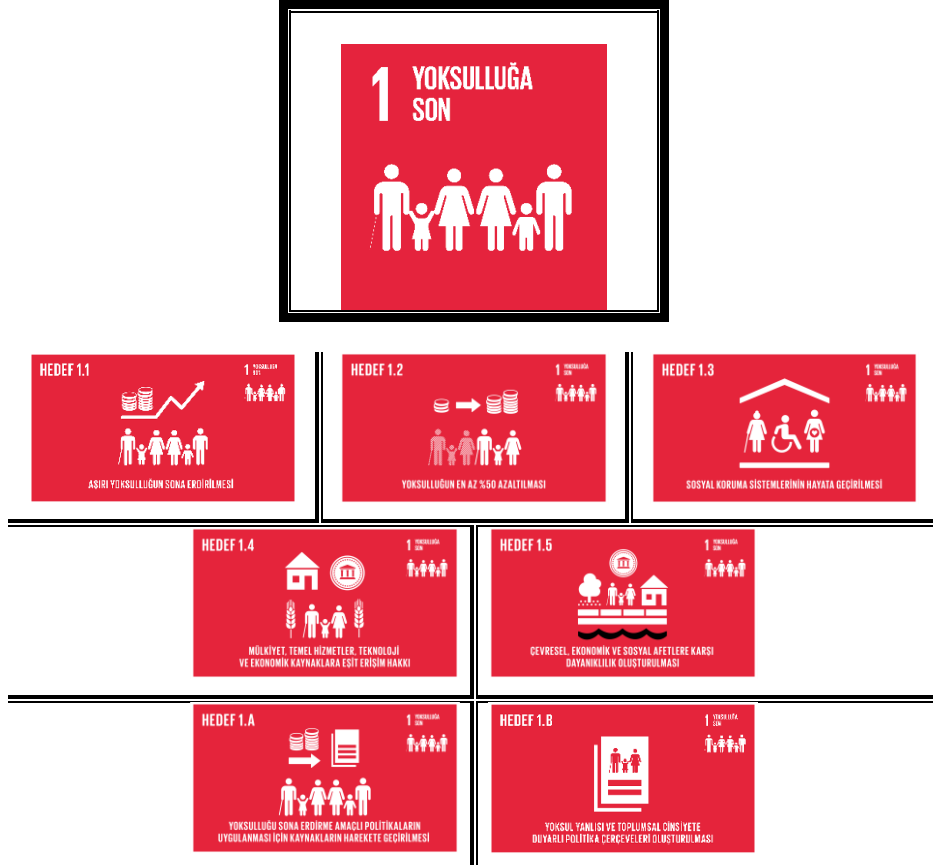 1 YOKSULLUĞA
SON
HEDEF 1.1
1 YOKSULLUĞA
SON
AŞIRI YOKSULLUĞUN SONA ERDİRİLMESİ
HEDEF 1.2
1 YOKSULLUĞA
SON
YOKSULLUĞUN EN AZ %50 AZALTILMASI
HEDEF 1.3
1 YOKSULLUĞA
SON
SOSYAL KORUMA SİSTEMLERİNİN HAYATA GEÇİRİLMESİ
HEDEF 1.4
1 YOKSULLUĞA
SON
MÜLKİYET, TEMEL HİZMETLER, TEKNOLOJİ
VE EKONOMİK KAYNAKLARA EŞİT ERİŞİM HAKKI
HEDEF 1.5
1 YOKSULLUĞA
SON
ÇEVRESEL, EKONOMİK VE SOSYAL AFETLERE KARŞI
DAYANIKLILIK OLUŞTURULMASI
HEDEF 1.A
1 YOKSULLUĞA
SON
YOKSULLUĞU SONA ERDİRME AMAÇLI POLİTİKALARIN
UYGULANMASI İÇİN KAYNAKLARIN HAREKETE GEÇİRİLMESİ
HEDEF 1.B
1 YOKSULLUĞA
SON
YOKSUL YANLISI VE TOPLUMSAL CİNSİYETE
DUYARLI POLİTİKA ÇERÇEVELERİ OLUŞTURULMASI